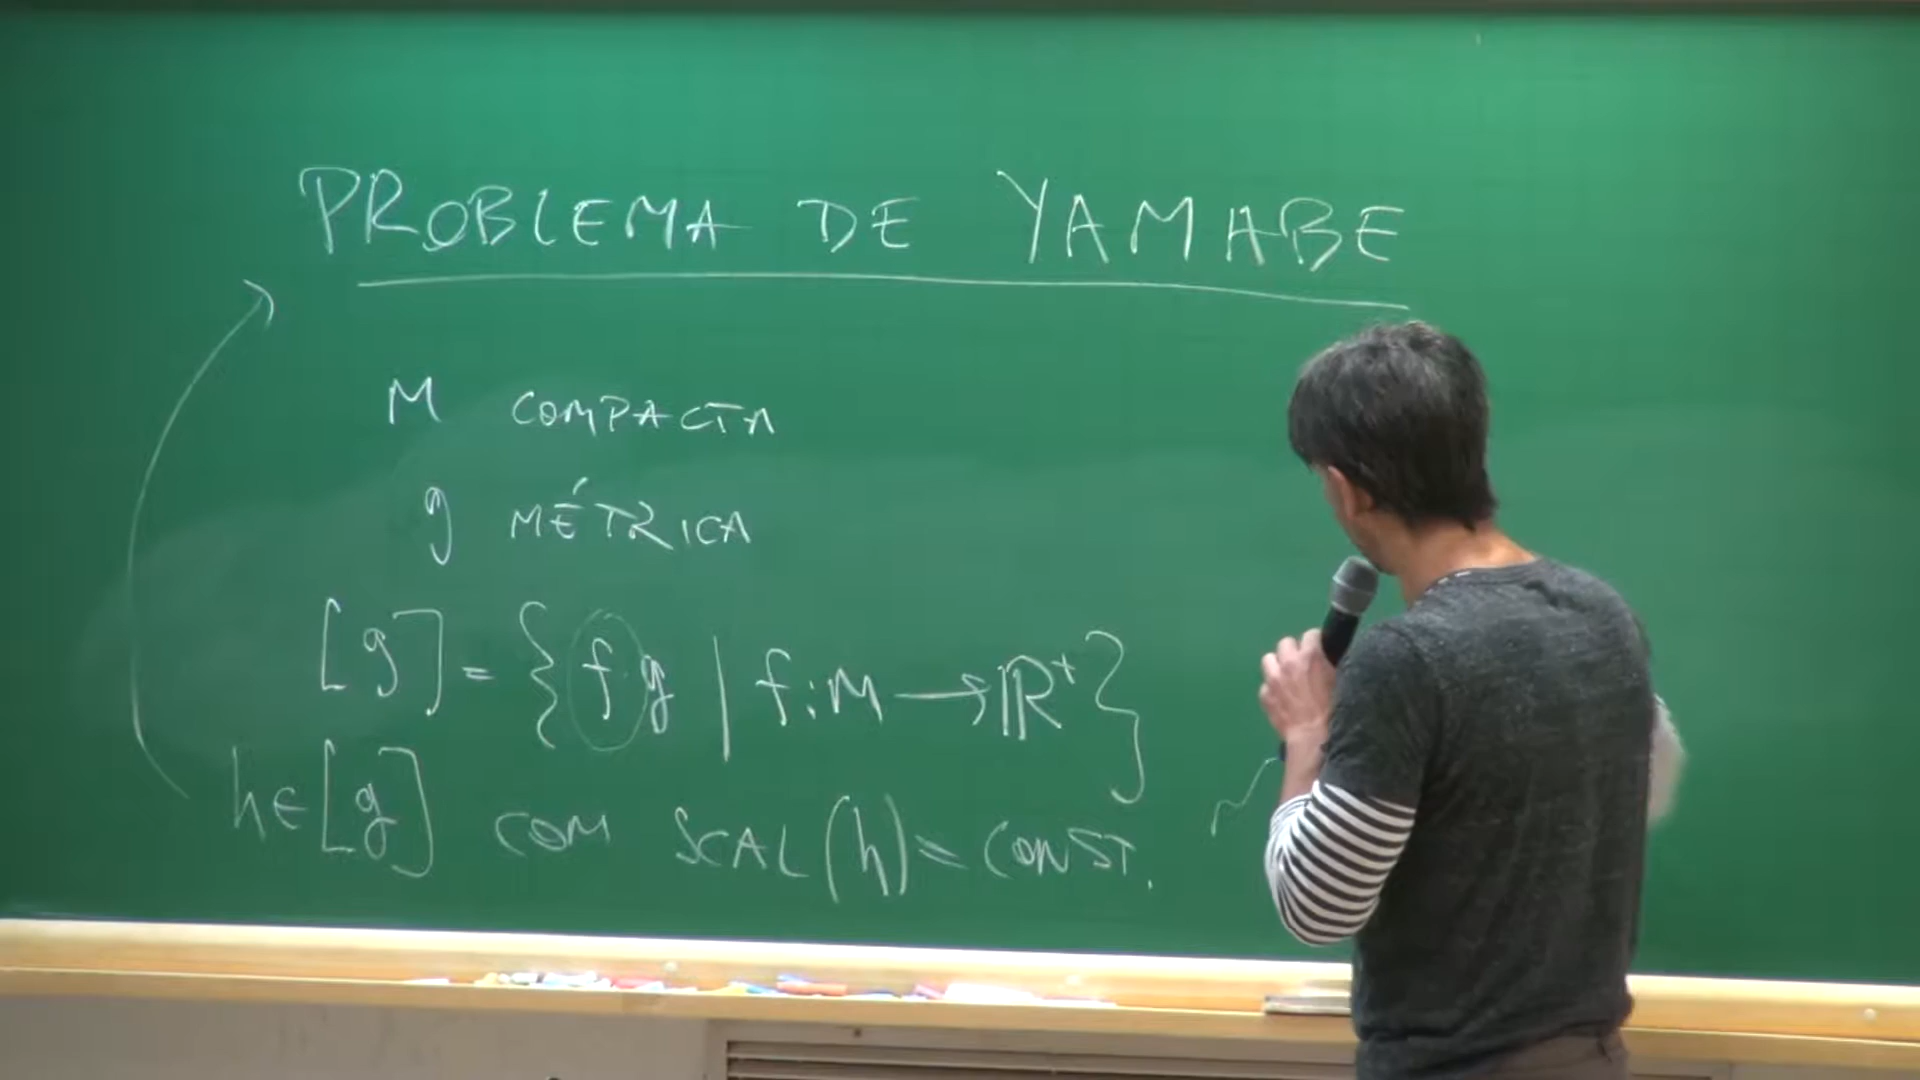 PROBLEMA DE YAMABE
M COMPACTA
g MÉTRICA
[g] = { f g | f : M → ℝ⁺ }
h ∈ [g] COM SCAL(h) = CONST.